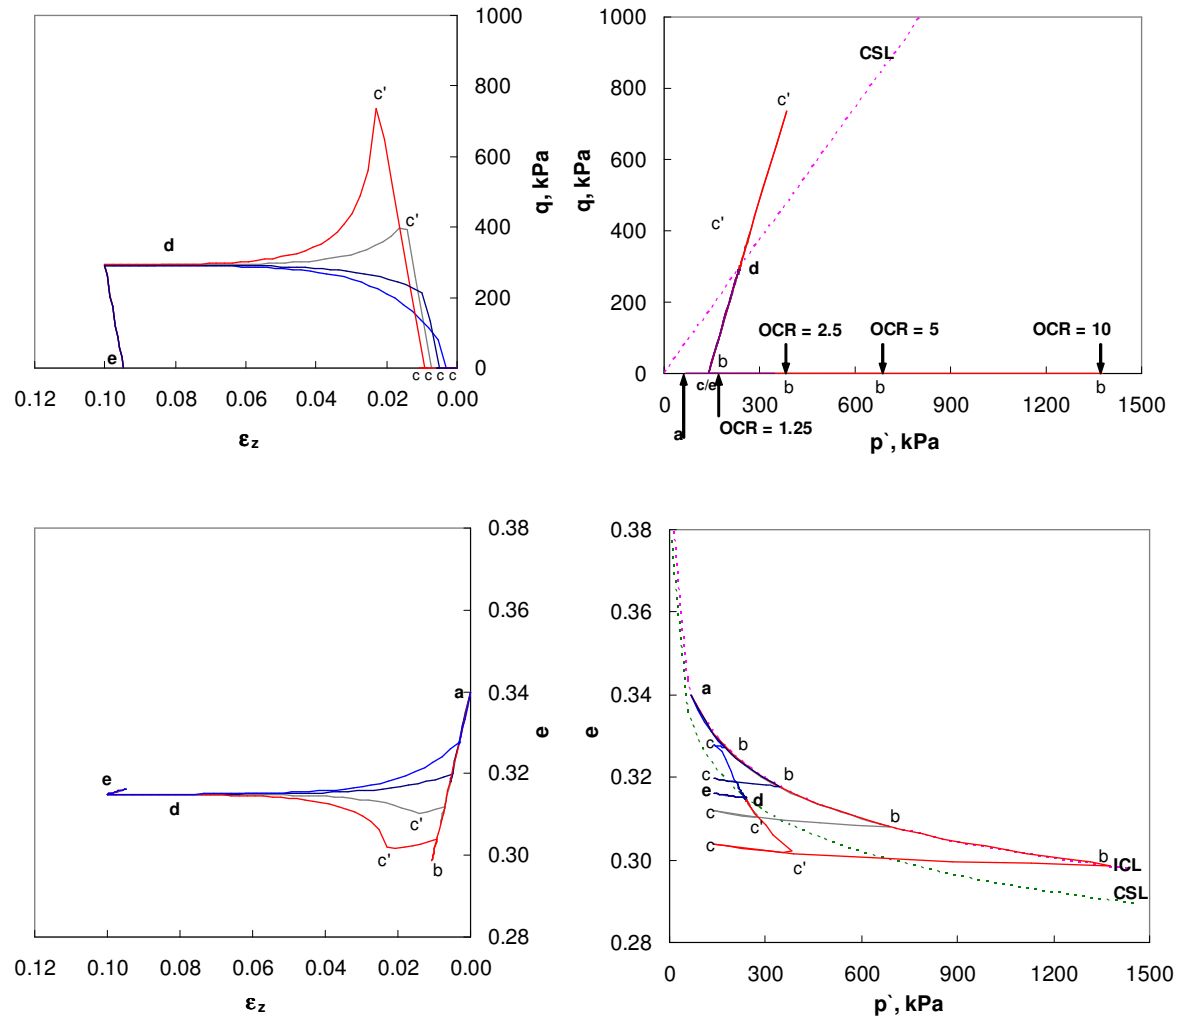 1000
800
600
400
200
0
q, kPa
c'
c'
d
e
c c c c
0.12 0.10 0.08 0.06 0.04 0.02 0.00
εz
1000
800
600
400
200
0
q, kPa
CSL
c'
c'
d
OCR = 2.5
OCR = 5
OCR = 10
b
c/e
b
b
b
0 300 600 900 1200 1500
a
OCR = 1.25
p`, kPa
0.38
0.36
0.34
0.32
0.30
0.28
e
a
e
d
c'
c'
b
0.12 0.10 0.08 0.06 0.04 0.02 0.00
εz
0.38
0.36
0.34
0.32
0.30
0.28
e
a
c
b
c
b
e
d
c
c'
b
c
c'
b
ICL
CSL
0 300 600 900 1200 1500
p`, kPa